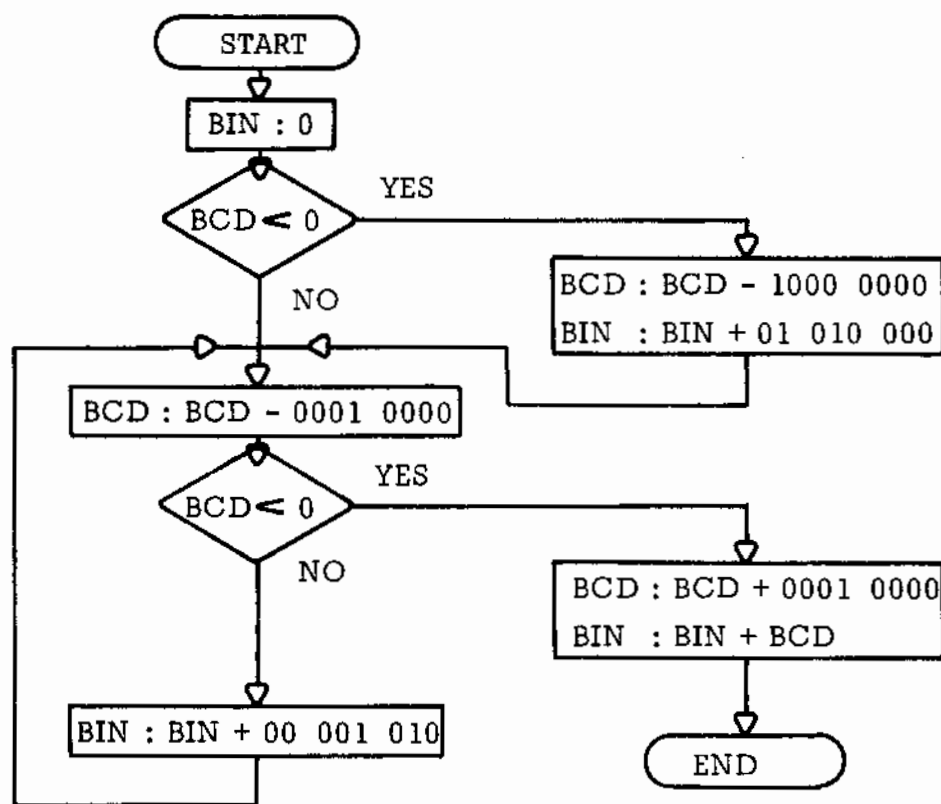 START
BIN : 0
BCD < 0
YES
NO
BCD : BCD - 1000 0000
BIN : BIN + 01 010 000
BCD : BCD - 0001 0000
BCD < 0
YES
NO
BCD : BCD + 0001 0000
BIN : BIN + BCD
BIN : BIN + 00 001 010
END